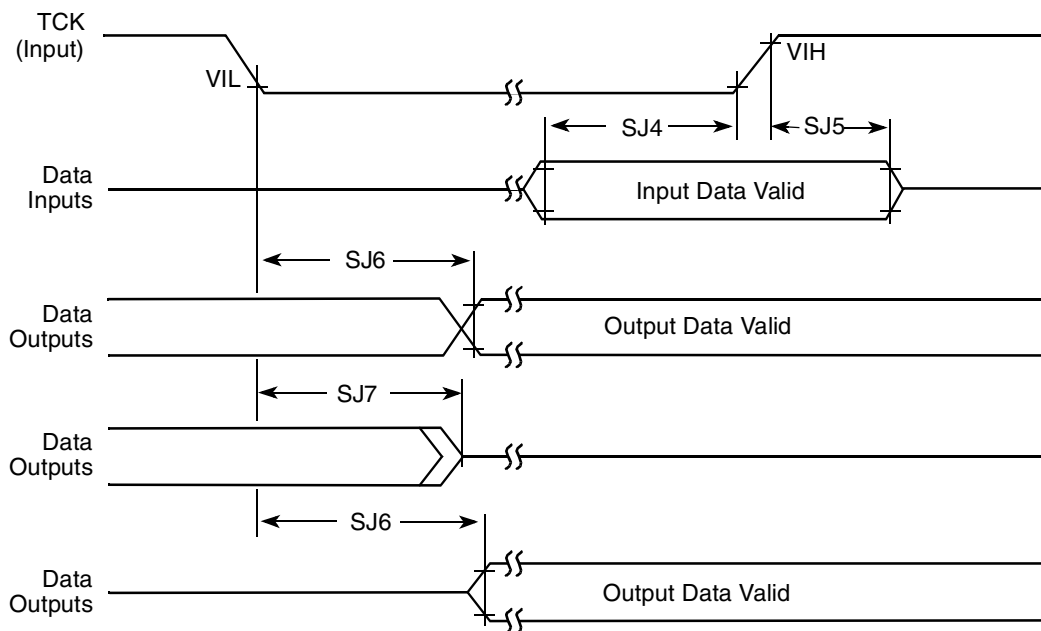 TCK
(Input)
VIL
VIH
SJ4
SJ5
Data
Inputs
Input Data Valid
SJ6
Data
Outputs
Output Data Valid
SJ7
Data
Outputs
SJ6
Data
Outputs
Output Data Valid